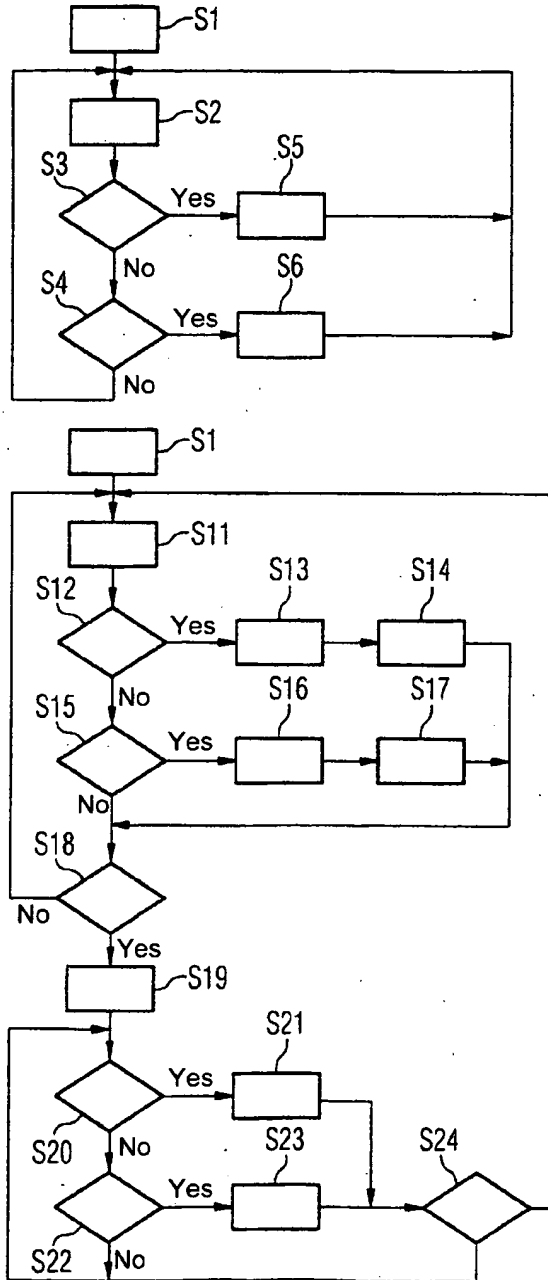 S1
S2
S3
Yes
S5
No
S4
Yes
S6
No
S1
S11
S12
Yes
S13
S14
No
S15
Yes
S16
S17
No
S18
No
Yes
S19
Yes
S21
S20
No
S23
S24
Yes
S22
No